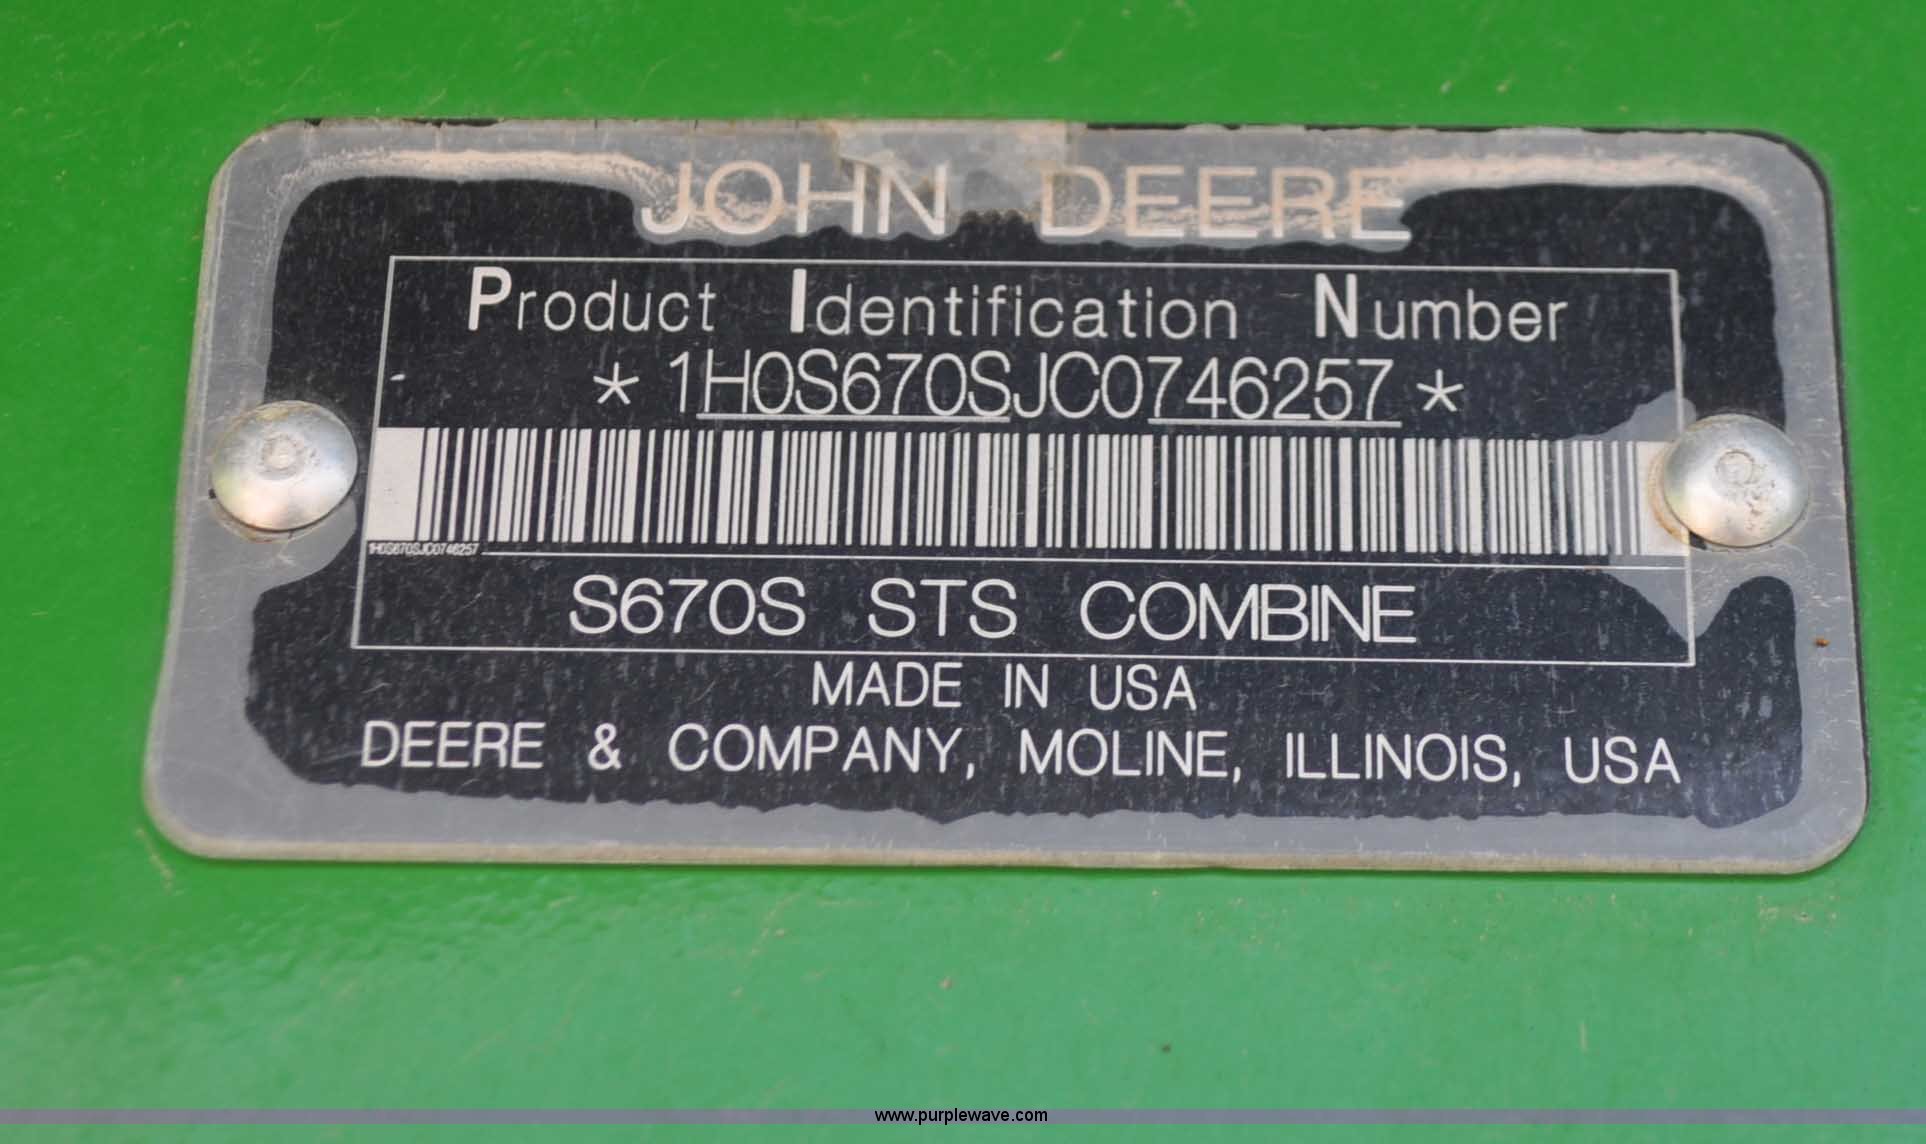 JOHN DEERE
Product Identification Number
* 1H0S670SJC0746257 *
1H0S670SJC0746257
S670S STS COMBINE
MADE IN USA
DEERE & COMPANY, MOLINE, ILLINOIS, USA
www.purplewave.com